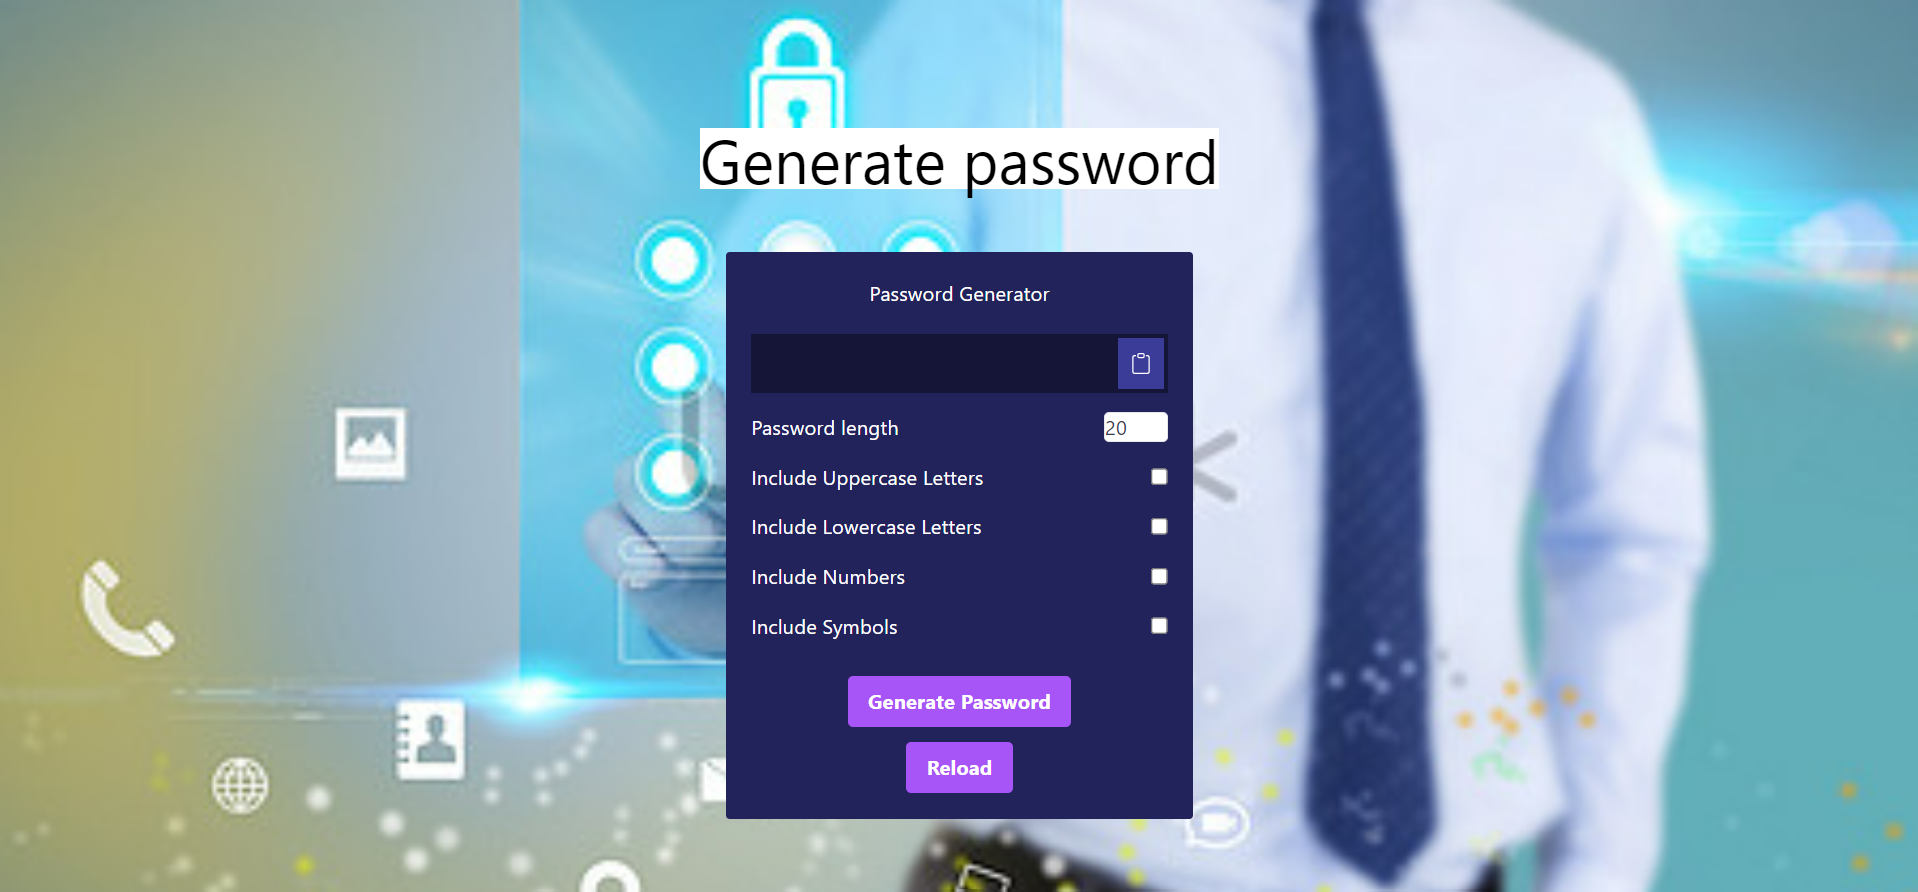 Generate password
Password Generator
Password length 20
Include Uppercase Letters
Include Lowercase Letters
Include Numbers
Include Symbols
Generate Password
Reload